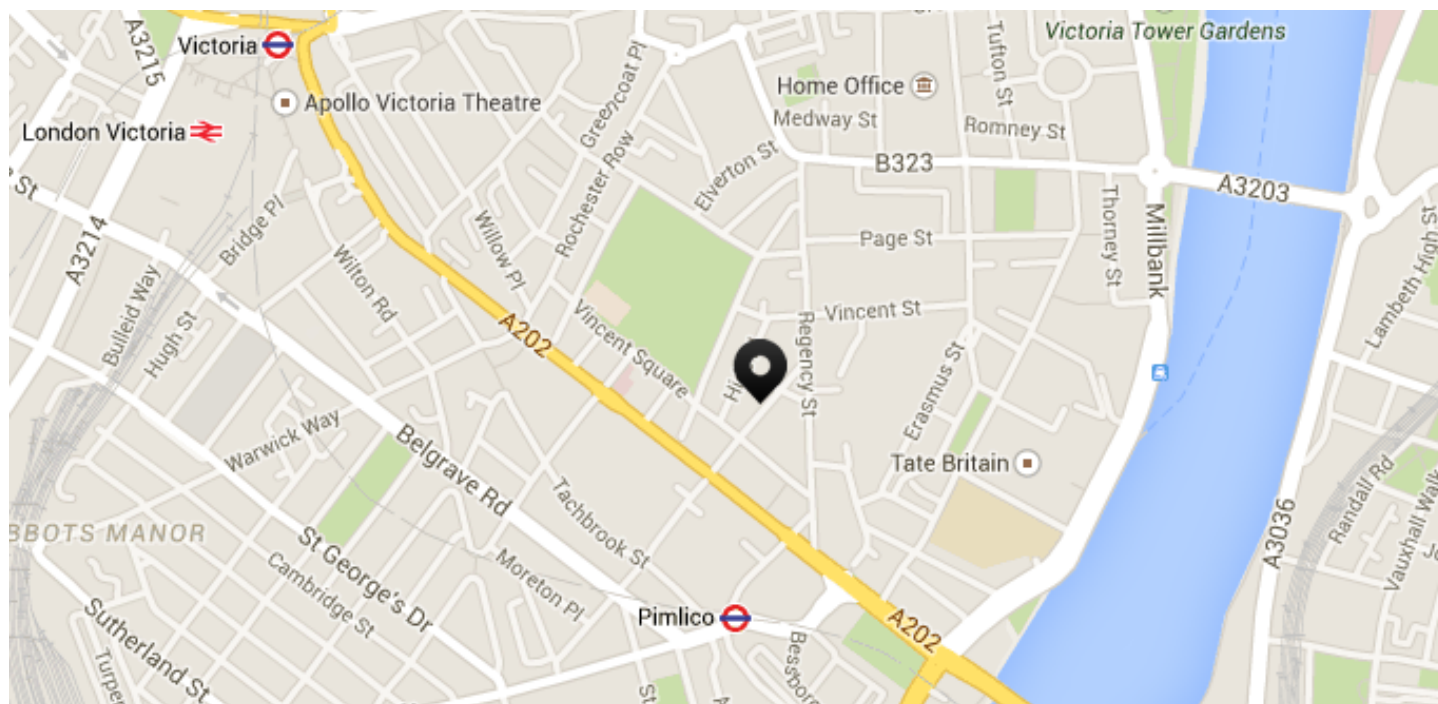 Victoria Tower Gardens
A3215
Victoria
Tufton St
Greencoat Pl
Home Office
Apollo Victoria Theatre
Medway St
Romney St
London Victoria
Rochester Row
Elverton St
B323
A3203
St
Thorney St
Millbank
Bridge Pl
Willow Pl
Page St
A3214
Wilton Rd
Lambeth High St
Bulleid Way
Hugh St
Vincent St
A202
Vincent Square
Regency St
Erasmus St
Warwick Way
Belgrave Rd
Tate Britain
Tachbrook St
Randall Rd
Vauxhall Walk
A3036
BBOTS MANOR
St George's Dr
Moreton Pl
Cambridge St
Pimlico
A202
Sutherland St
Turpe
Bessboro
St